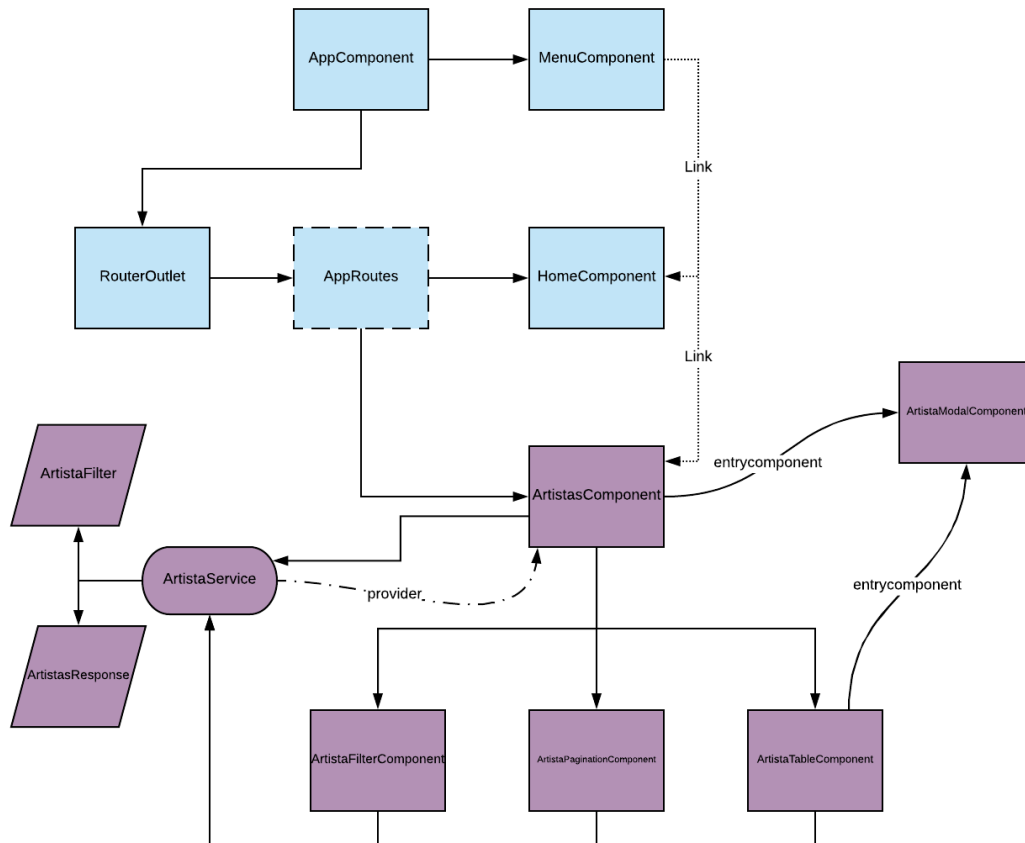 AppComponent
MenuComponent
Link
RouterOutlet
AppRoutes
HomeComponent
Link
ArtistaModalComponent
ArtistaFilter
ArtistasComponent
entrycomponent
ArtistaService
provider
entrycomponent
ArtistasResponse
ArtistaFilterComponent
ArtistaPaginationComponent
ArtistaTableComponent